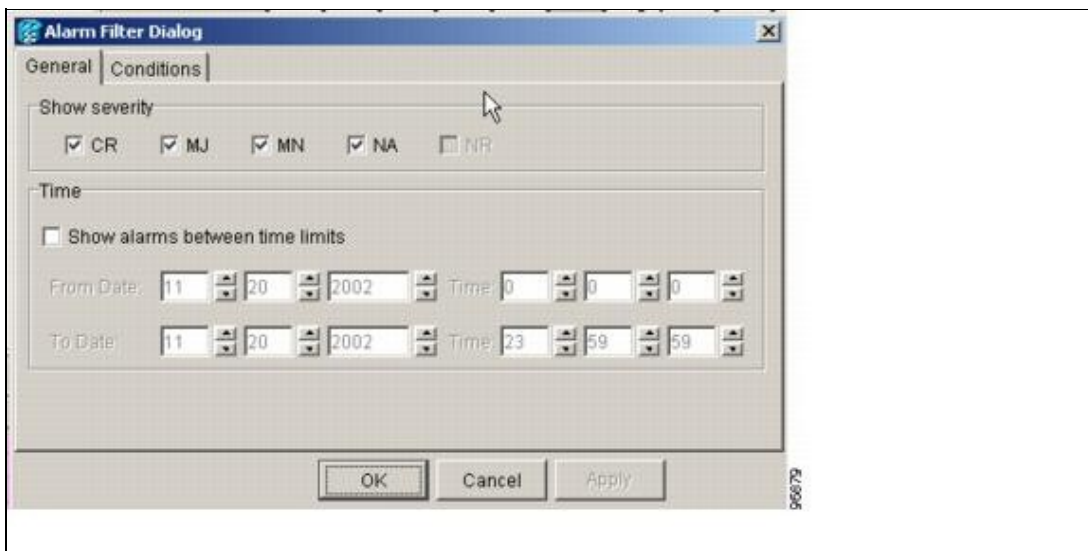 Alarm Filter Dialog
General Conditions
Show severity
CR MJ MN NA NR
Time
Show alarms between time limits
From Date: 11 20 2002 Time: 0 0 0
To Date: 11 20 2002 Time: 23 59 59
OK Cancel Apply
96879